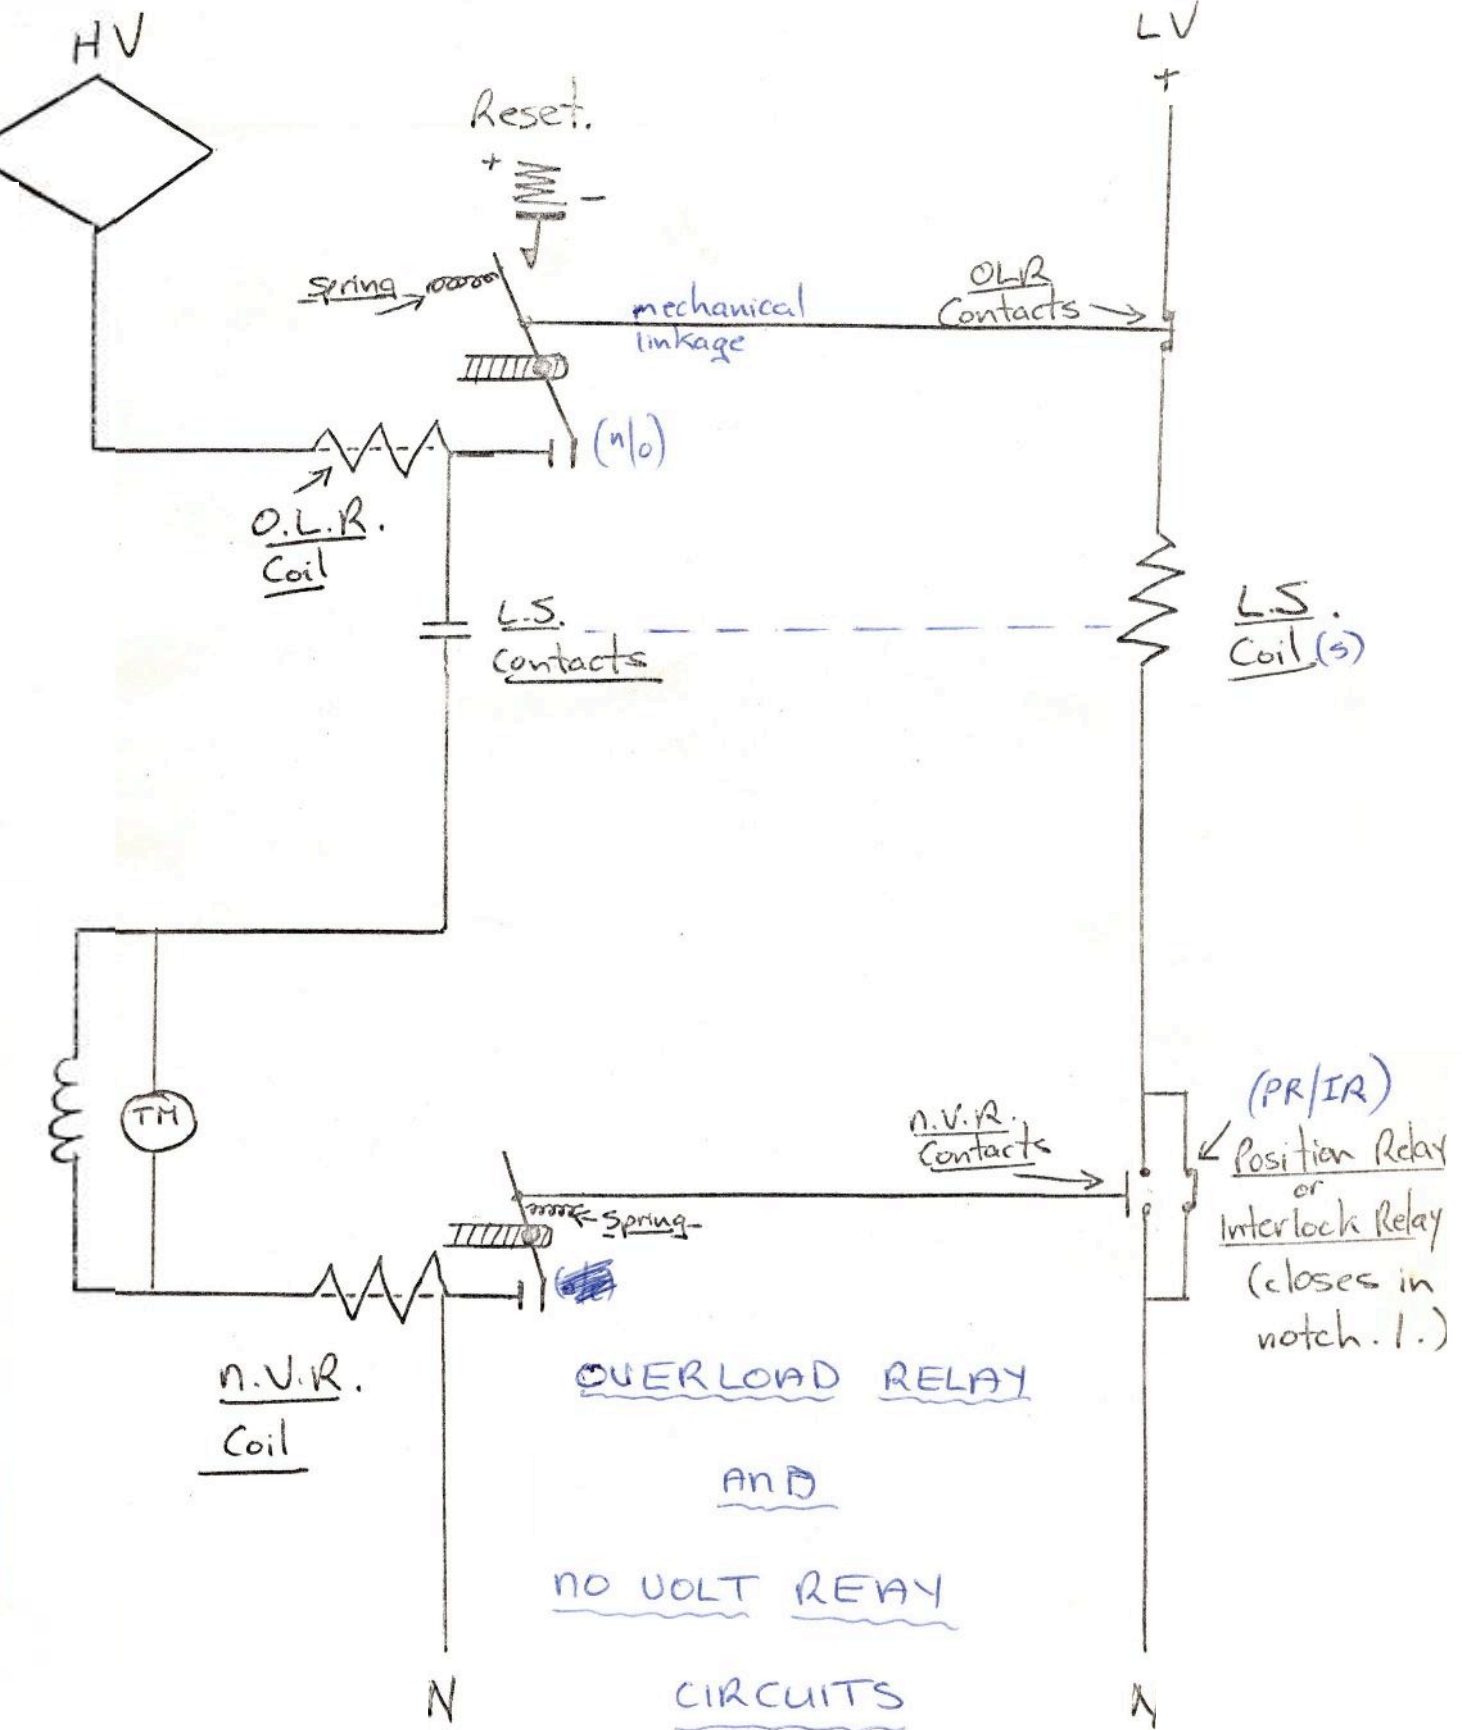 HV
LV
+
Reset.
+
-
spring
mechanical
linkage
OLR
Contacts
(n/o)
O.L.R.
Coil
L.S.
Contacts
L.S.
Coil(s)
TM
n.V.R.
Contacts
(PR/IR)
Position Relay
or
Interlock Relay
(closes in
notch.1.)
Spring
n.V.R.
Coil
OVERLOAD RELAY
AnD
nO VOLT REAY
CIRCUITS
N
N